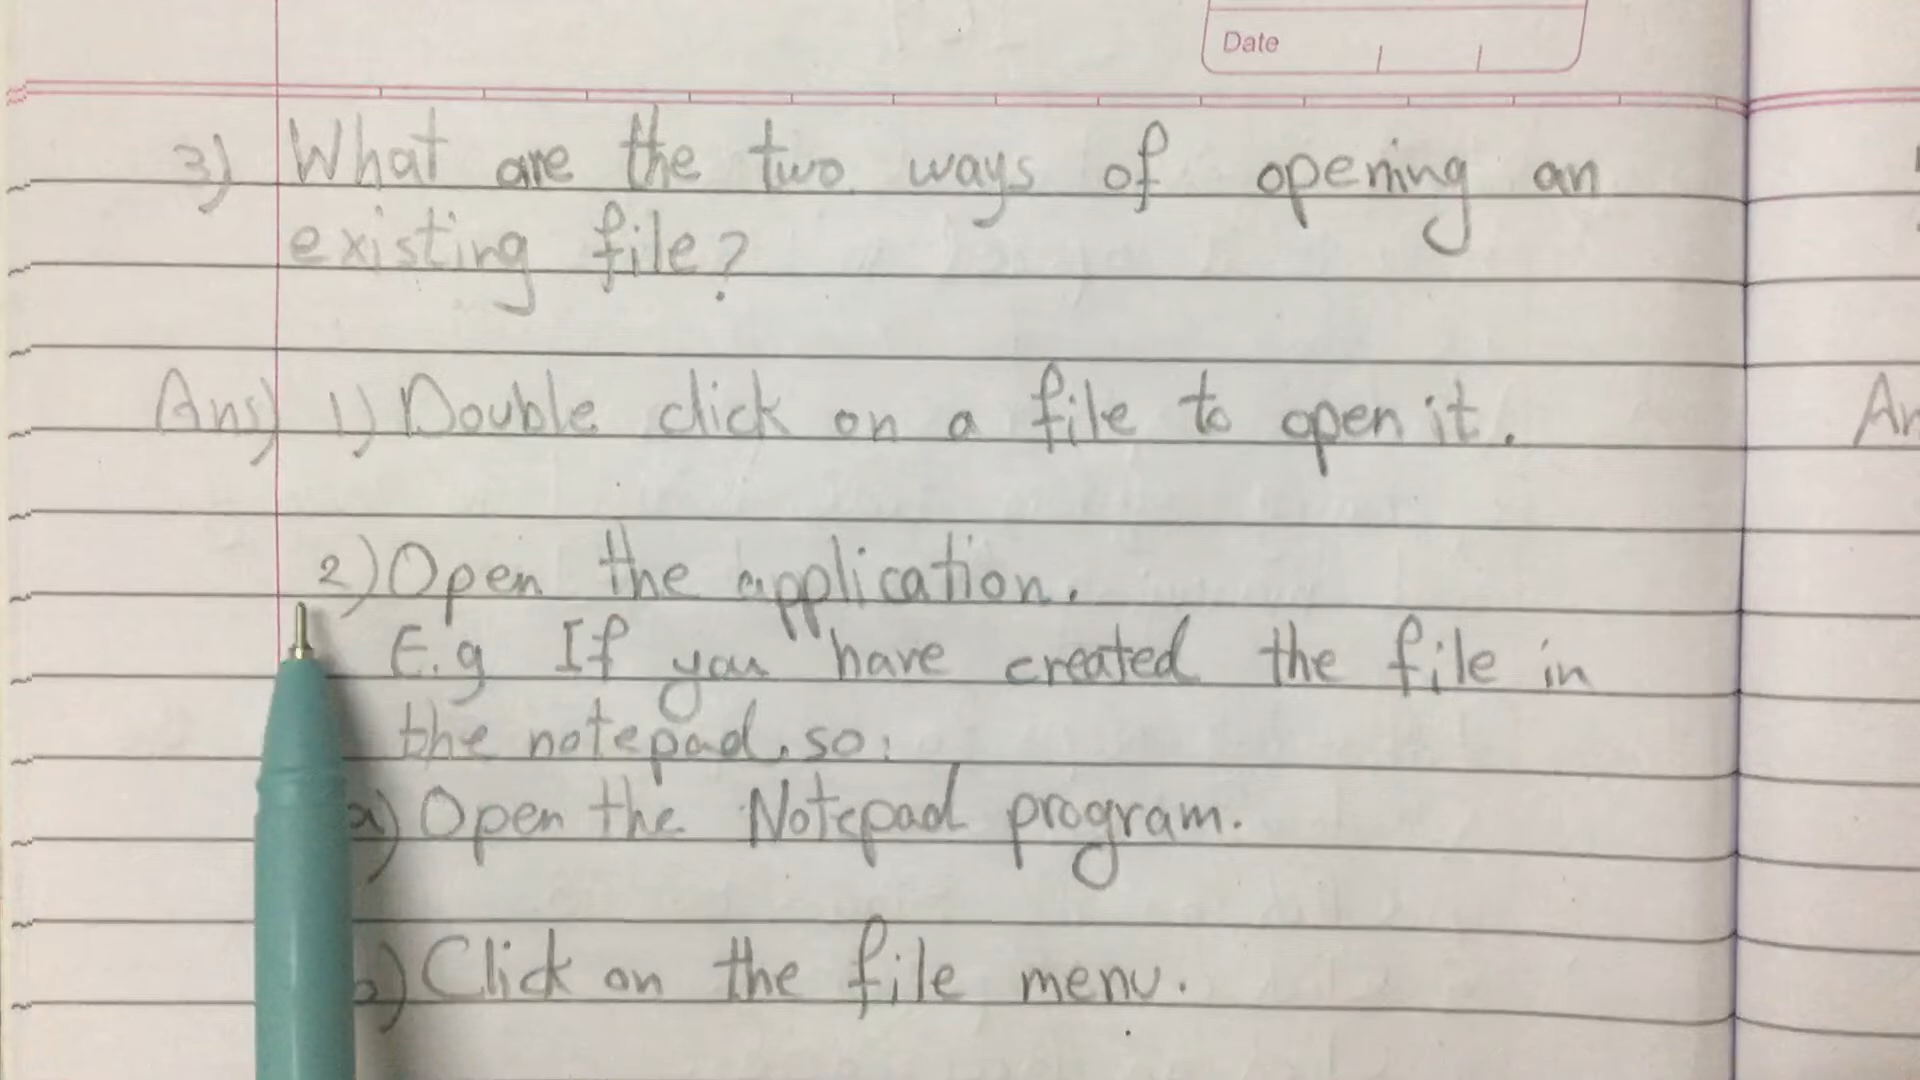 Date
3) What are the two ways of opening an
existing file?
Ans) 1) Double click on a file to open it.
An
2) Open the application.
E.g If you have created the file in
the notepad, so:
a) Open the Notepad program.
b) Click on the file menu.